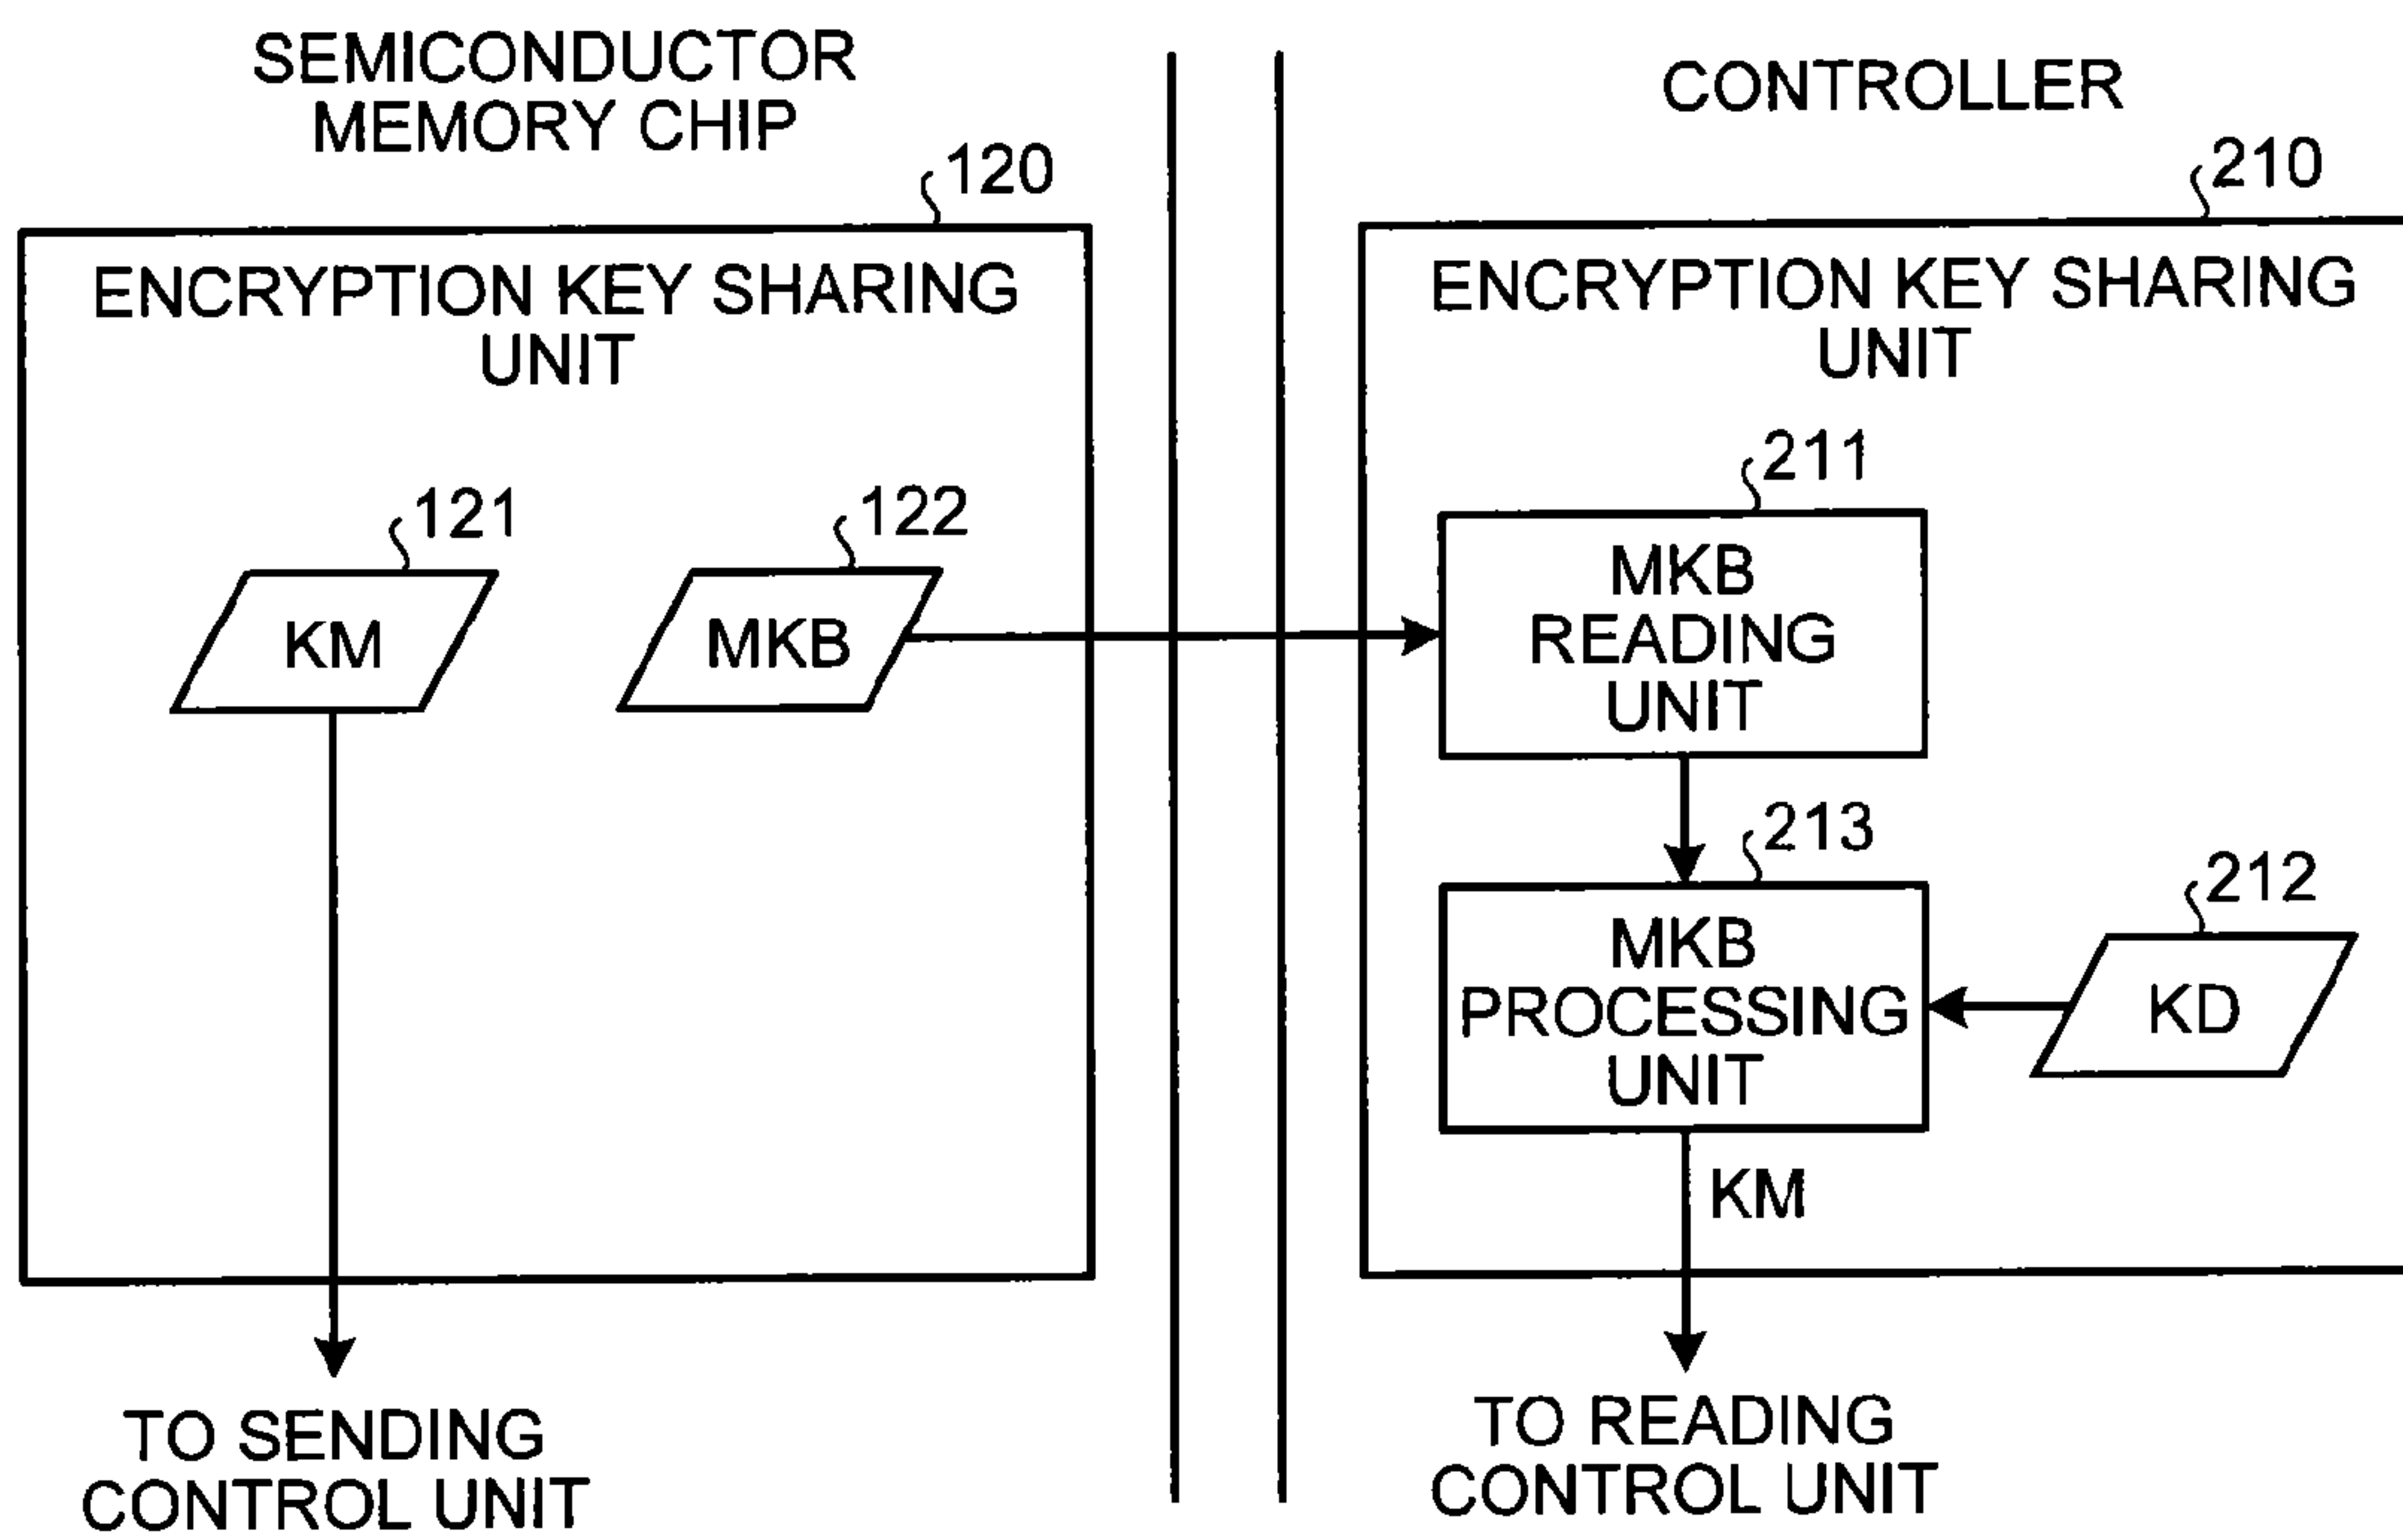 SEMICONDUCTOR
MEMORY CHIP
120
ENCRYPTION KEY SHARING
UNIT
121
KM
122
MKB
TO SENDING
CONTROL UNIT
CONTROLLER
210
ENCRYPTION KEY SHARING
UNIT
211
MKB
READING
UNIT
213
MKB
PROCESSING
UNIT
212
KD
KM
TO READING
CONTROL UNIT